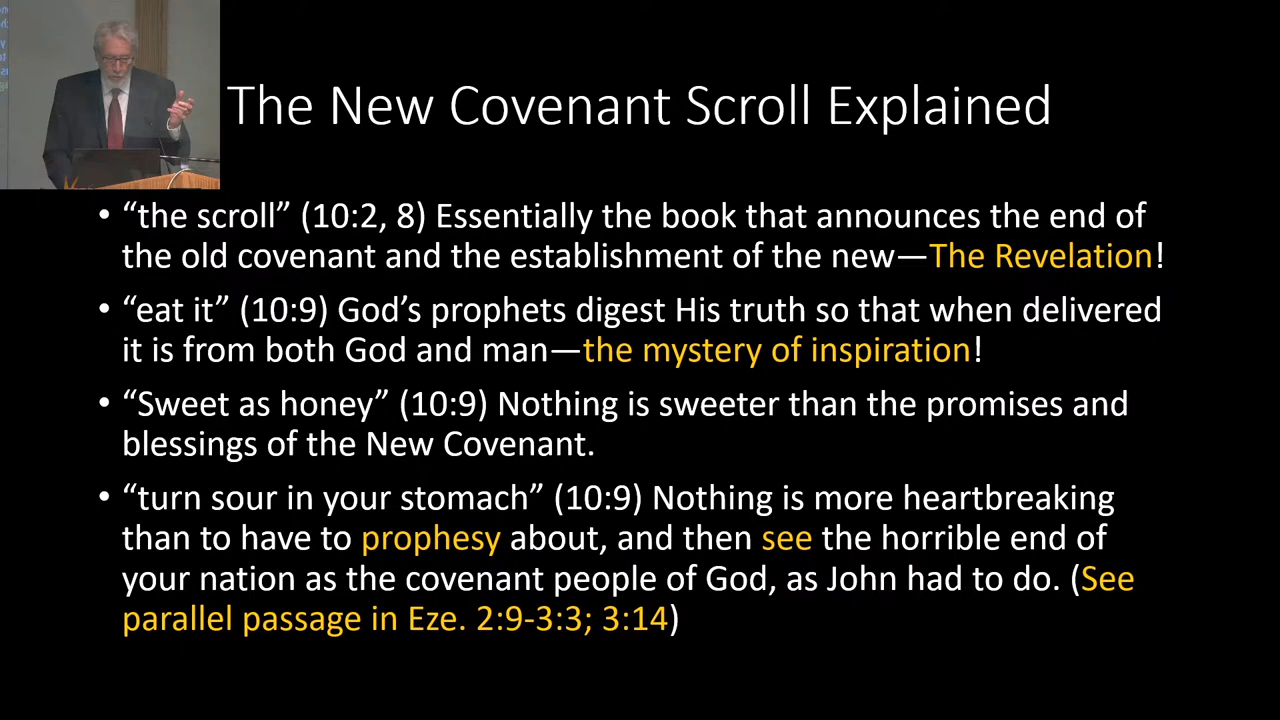 The New Covenant Scroll Explained
• “the scroll” (10:2, 8) Essentially the book that announces the end of
the old covenant and the establishment of the new—The Revelation!
• “eat it” (10:9) God’s prophets digest His truth so that when delivered
it is from both God and man—the mystery of inspiration!
• “Sweet as honey” (10:9) Nothing is sweeter than the promises and
blessings of the New Covenant.
• “turn sour in your stomach” (10:9) Nothing is more heartbreaking
than to have to prophesy about, and then see the horrible end of
your nation as the covenant people of God, as John had to do. (See
parallel passage in Eze. 2:9-3:3; 3:14)